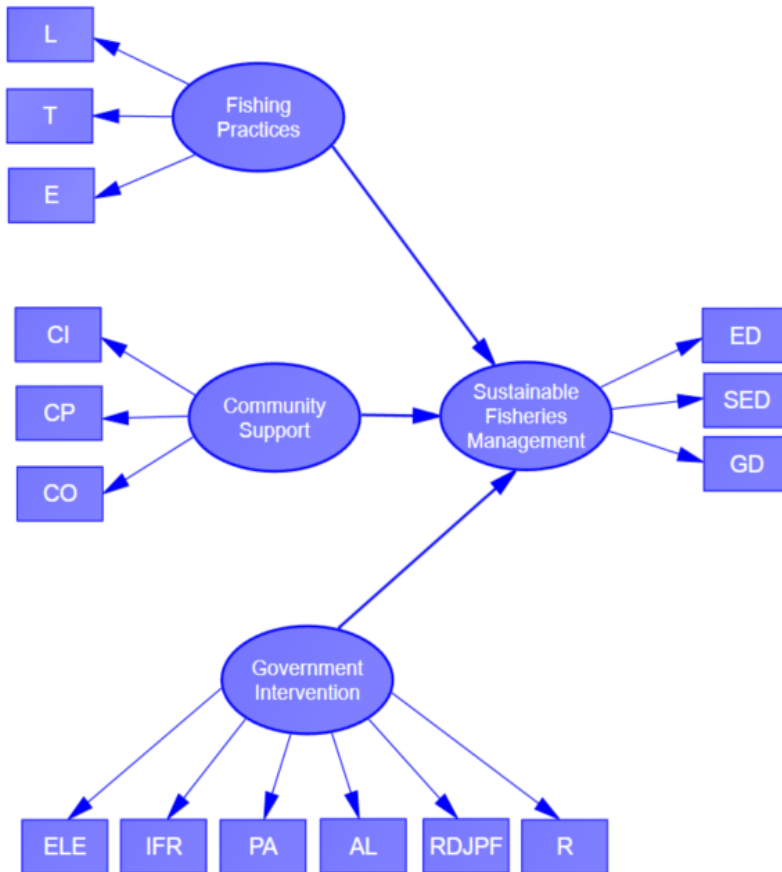 L
T
E
Fishing
Practices
CI
CP
CO
Community
Support
Sustainable
Fisheries
Management
ED
SED
GD
Government
Intervention
ELE
IFR
PA
AL
RDJPF
R